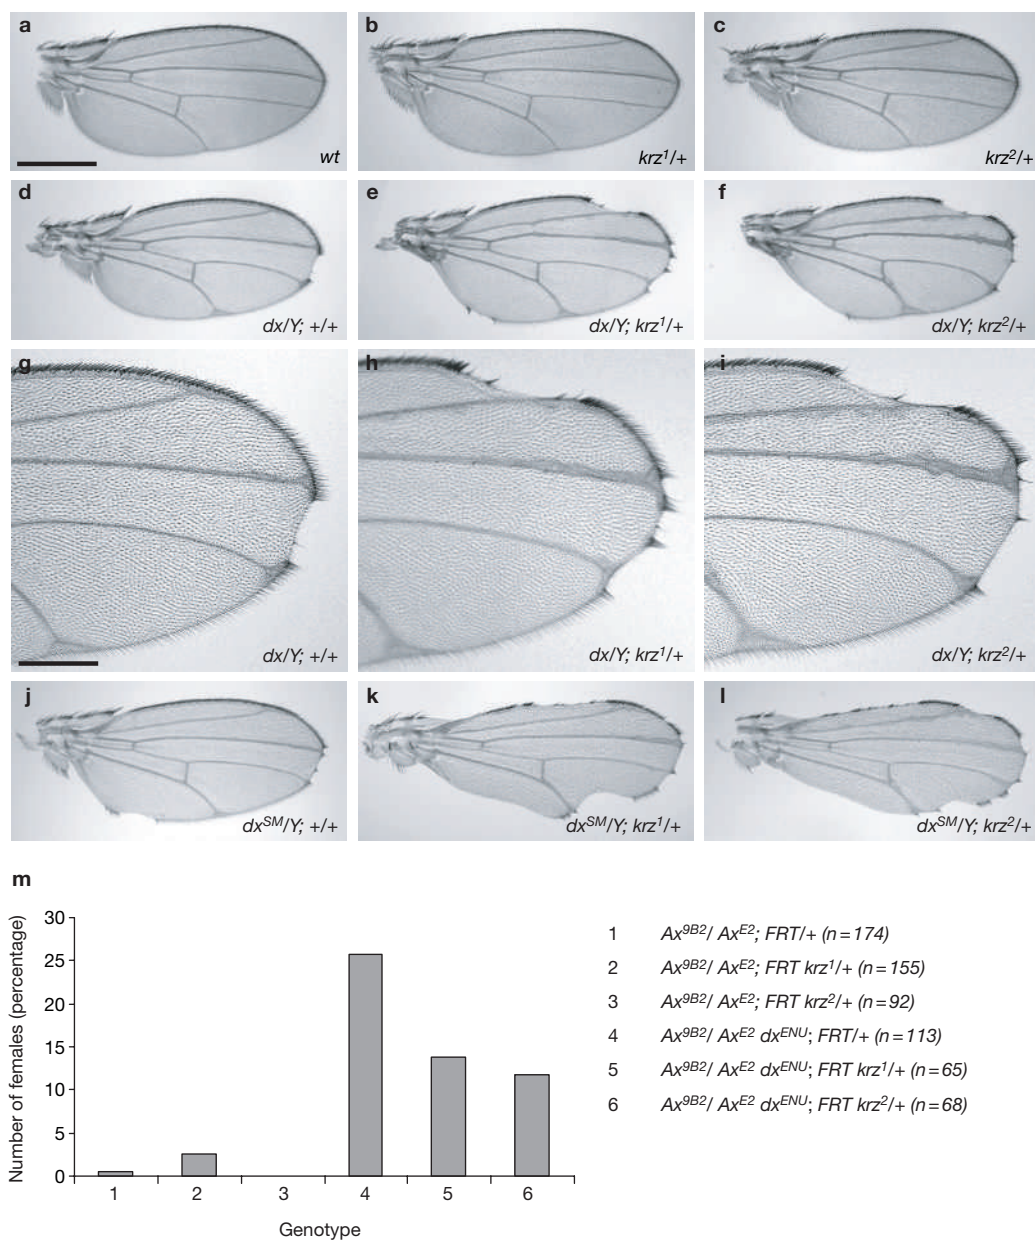 a
b
c
wt
krz¹/+
krz²/+
d
e
f
dx/Y; +/+
dx/Y; krz¹/+
dx/Y; krz²/+
g
h
i
dx/Y; +/+
dx/Y; krz¹/+
dx/Y; krz²/+
j
k
l
dxSM/Y; +/+
dxSM/Y; krz¹/+
dxSM/Y; krz²/+
m
Number of females (percentage)
30
25
20
15
10
5
0
1 2 3 4 5 6
Genotype
1 Ax9B2/ AxE2; FRT/+ (n=174)
2 Ax9B2/ AxE2; FRT krz¹/+ (n=155)
3 Ax9B2/ AxE2; FRT krz²/+ (n=92)
4 Ax9B2/ AxE2 dxENU; FRT/+ (n=113)
5 Ax9B2/ AxE2 dxENU; FRT krz¹/+ (n=65)
6 Ax9B2/ AxE2 dxENU; FRT krz²/+ (n=68)